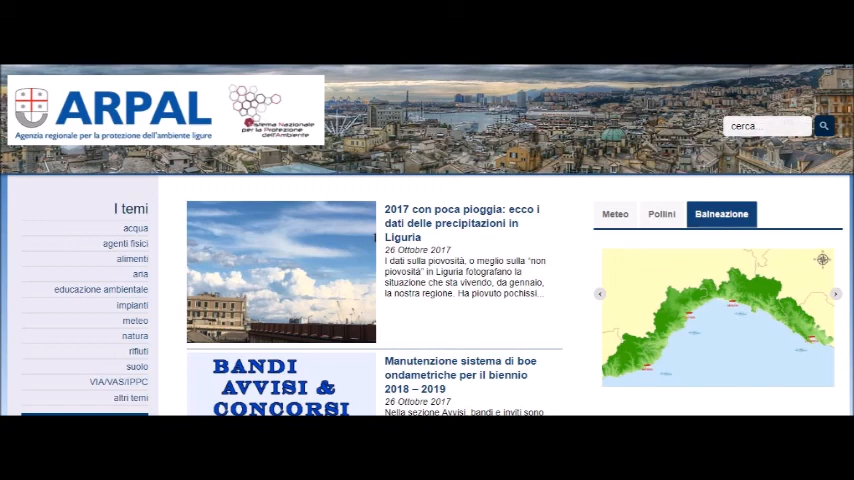 ARPAL
Agenzia regionale per la protezione dell'ambiente ligure
Sistema Nazionale
per la Protezione
dell'Ambiente
cerca...
I temi
acqua
agenti fisici
alimenti
aria
educazione ambientale
impianti
meteo
natura
rifiuti
suolo
VIA/VAS/IPPC
altri temi
2017 con poca pioggia: ecco i
dati delle precipitazioni in
Liguria
26 Ottobre 2017
I dati sulla piovosità, o meglio sulla "non
piovosità" in Liguria fotografano la
situazione che sta vivendo, da gennaio,
la nostra regione. Ha piovuto pochissi...
BANDI
AVVISI &
CONCORSI
Manutenzione sistema di boe
ondametriche per il biennio
2018 – 2019
26 Ottobre 2017
Nella sezione Avvisi, bandi e inviti sono
Meteo
Pollini
Balneazione